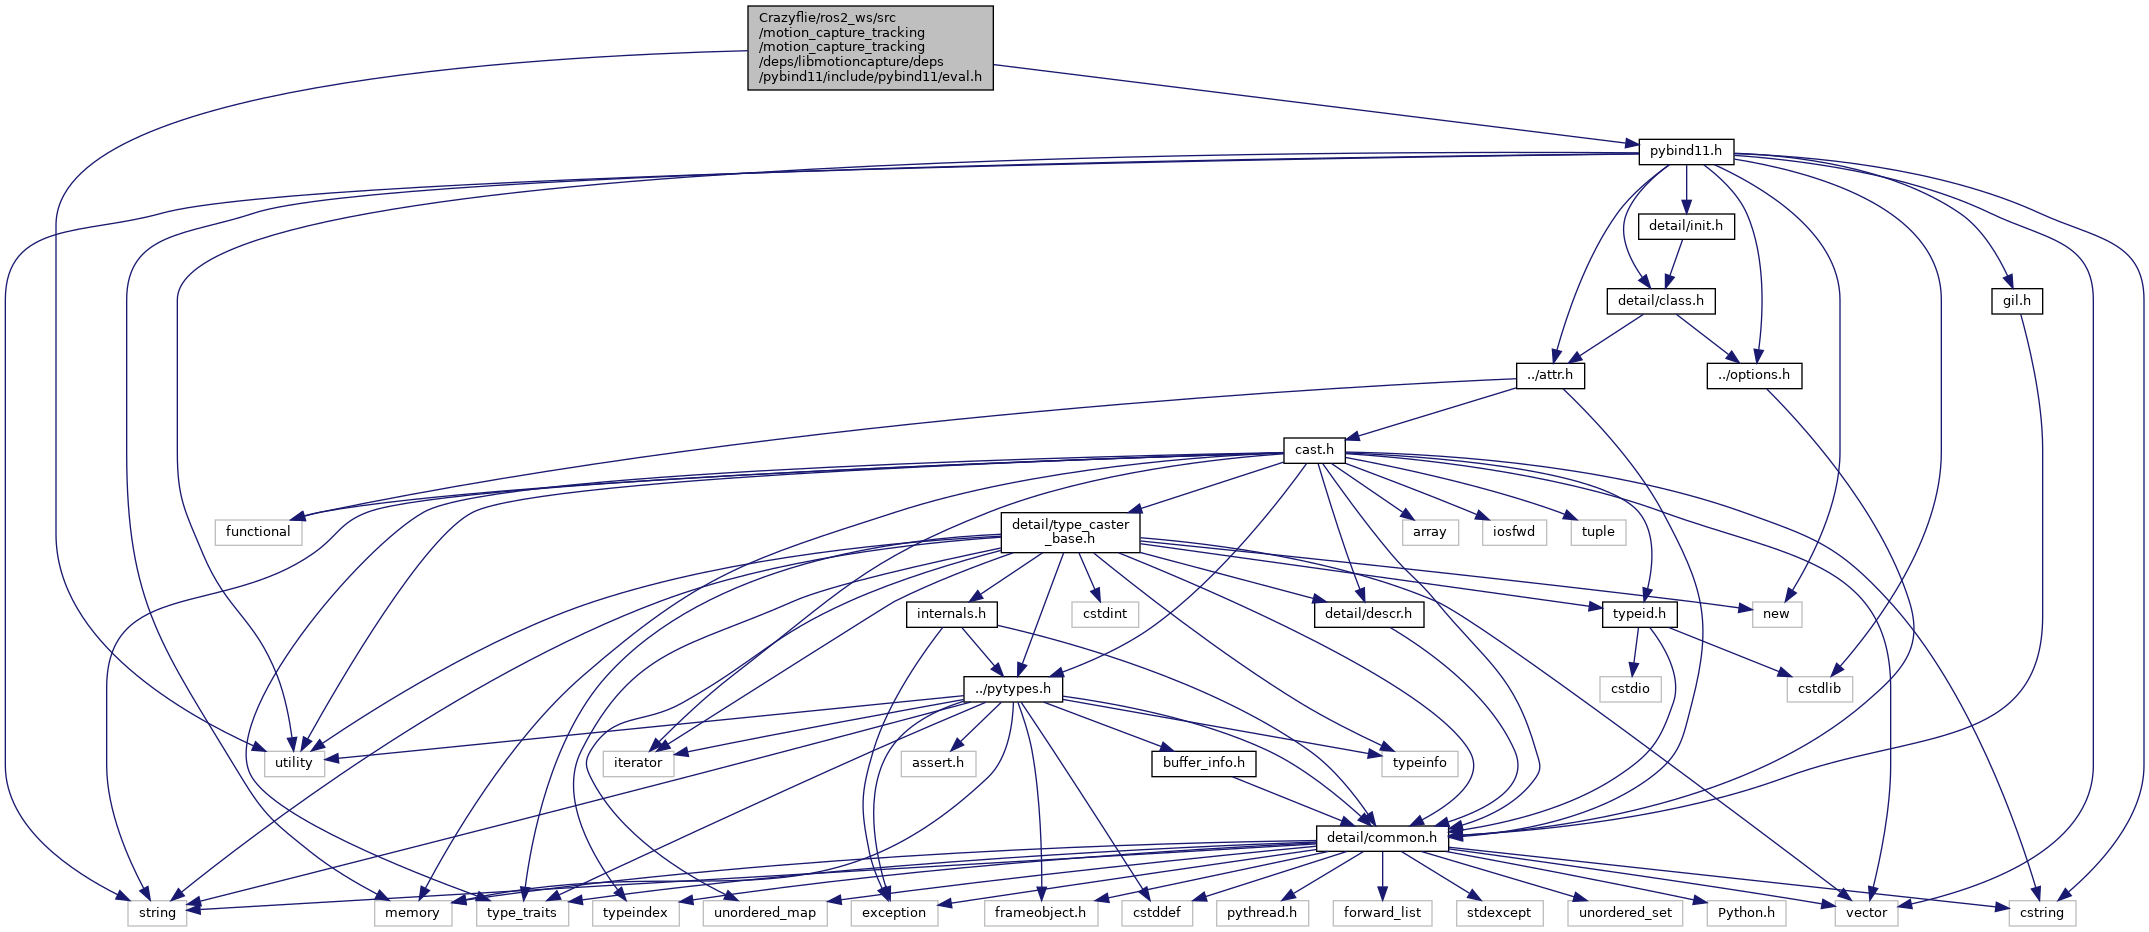 Crazyflie/ros2_ws/src
/motion_capture_tracking
/motion_capture_tracking
/deps/libmotioncapture/deps
/pybind11/include/pybind11/eval.h
pybind11.h
detail/init.h
detail/class.h
gil.h
../attr.h
../options.h
cast.h
functional
detail/type_caster
_base.h
array
iosfwd
tuple
internals.h
cstdint
detail/descr.h
typeid.h
new
../pytypes.h
cstdio
cstdlib
utility
iterator
assert.h
buffer_info.h
typeinfo
detail/common.h
string
memory
type_traits
typeindex
unordered_map
exception
frameobject.h
cstddef
pythread.h
forward_list
stdexcept
unordered_set
Python.h
vector
cstring